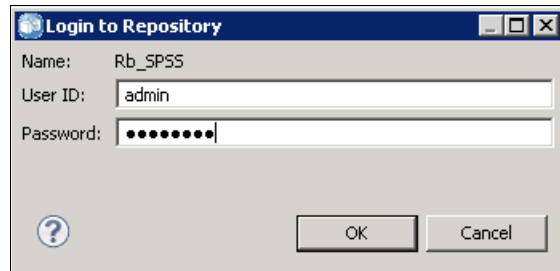 Login to Repository
Name: Rb_SPSS
User ID: admin
Password: ●●●●●●●●
?
OK Cancel